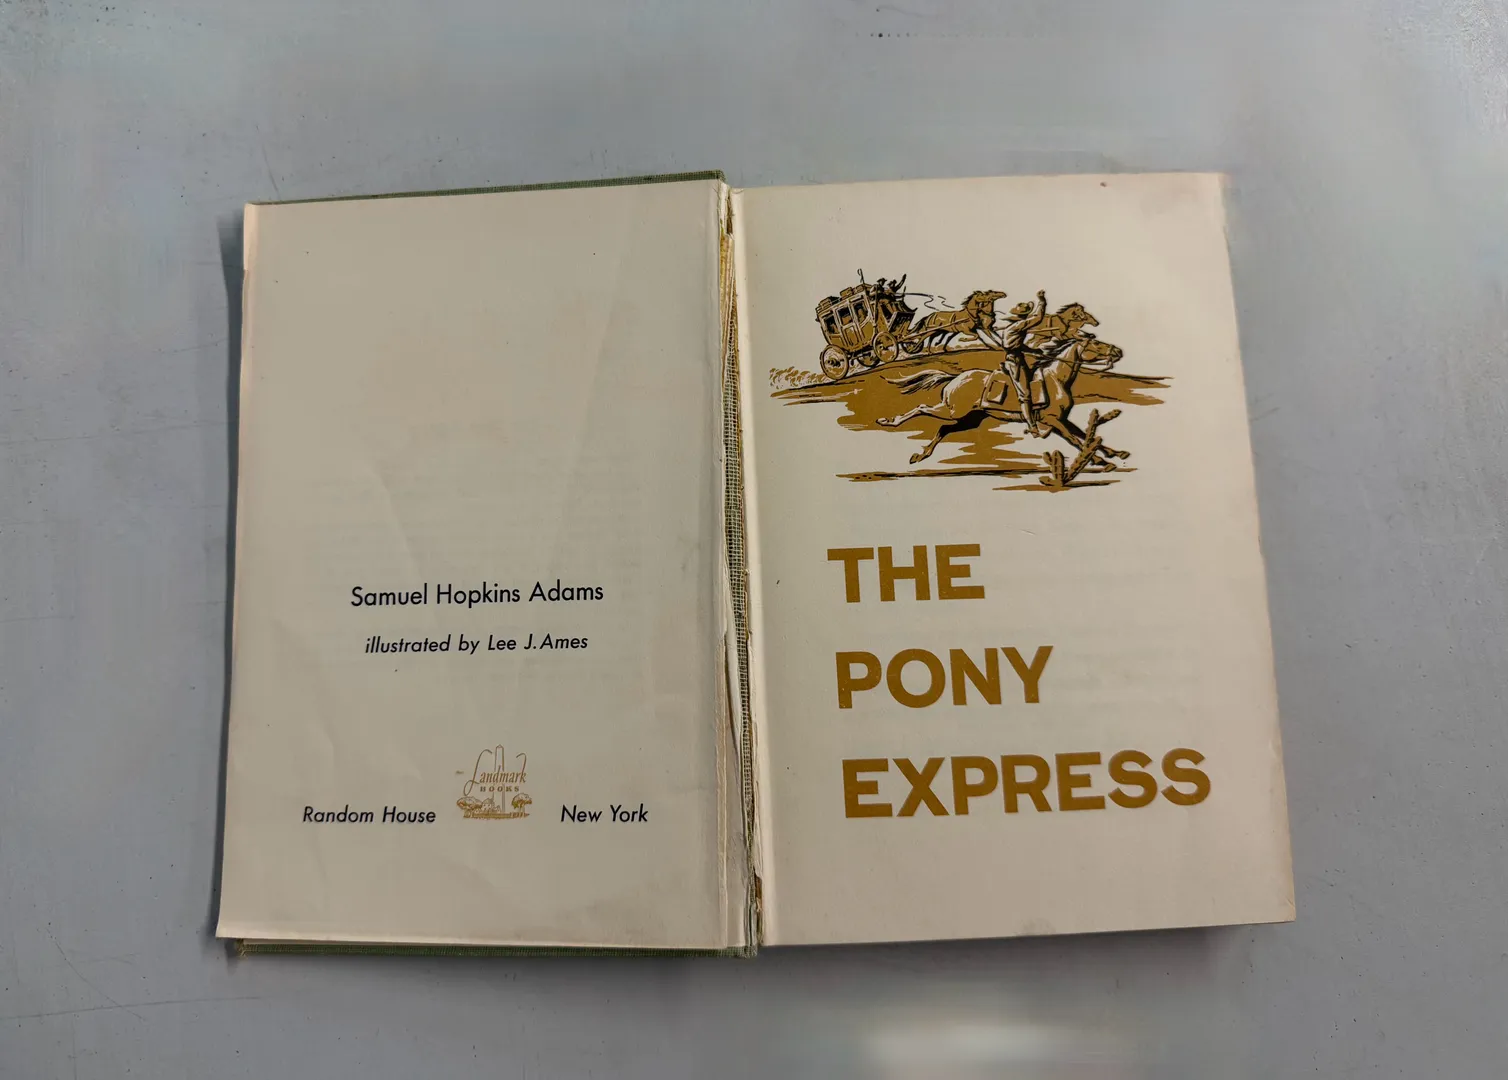 Samuel Hopkins Adams
illustrated by Lee J. Ames
Landmark
BOOKS
Random House
New York
THE
PONY
EXPRESS